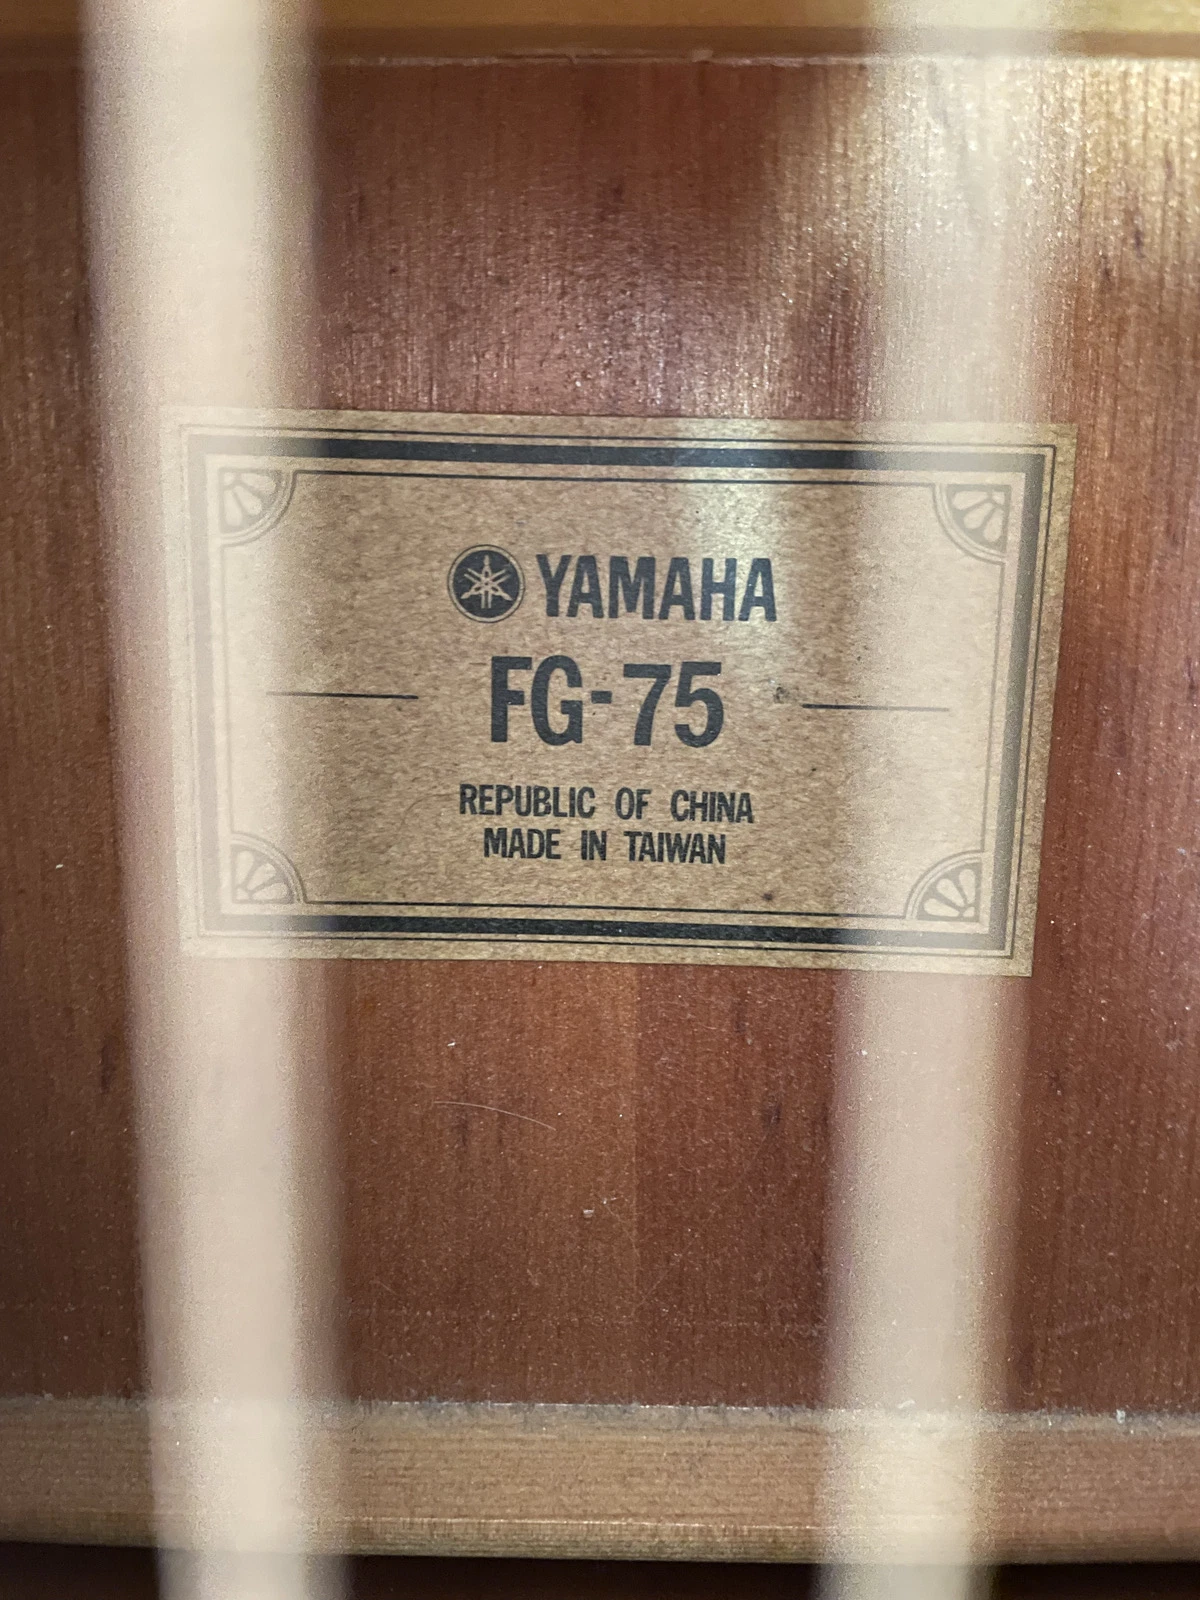 YAMAHA
FG-75
REPUBLIC OF CHINA
MADE IN TAIWAN